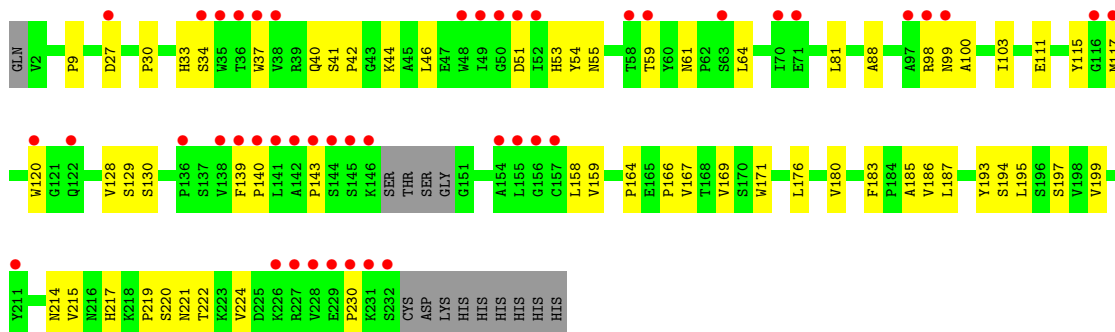 GLN V2 P9 D27 P30 H33 S34 W35 T36 W37 V38 R39 Q40 S41 P42 G43 K44 A45 L46 E47 W48 I49 G50 D51 I52 H53 Y54 N55 T58 T59 Y60 N61 P62 S63 L64 I70 E71 L81 A88 A97 R98 N99 A100 I103 E111 Y115 G116 M117
W120 G121 Q122 V128 S129 S130 P136 S137 V138 F139 P140 L141 A142 P143 S144 S145 K146 SER THR SER GLY G151 A154 L155 G156 C157 L158 V159 P164 E165 P166 V167 T168 V169 S170 W171 L176 V180 F183 P184 A185 V186 L187 Y193 S194 L195 S196 S197 V198 V199
Y211 N214 V215 N216 H217 K218 P219 S220 N221 T222 K223 V224 D225 K226 R227 V228 E229 P230 K231 S232 CYS ASP LYS HIS HIS HIS HIS HIS HIS